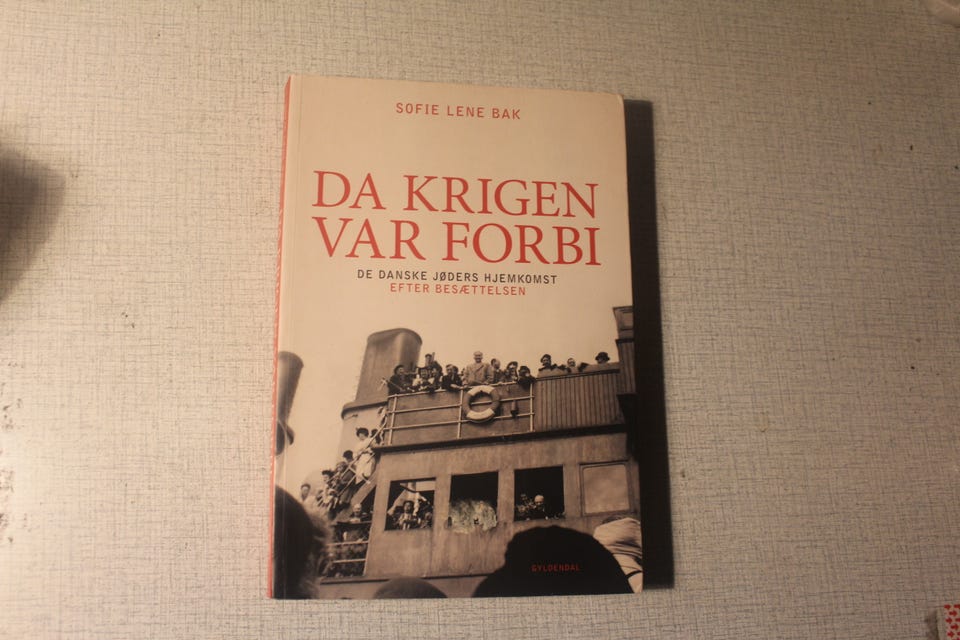 SOFIE LENE BAK
DA KRIGEN
VAR FORBI
DE DANSKE JØDERS HJEMKOMST
EFTER BESÆTTELSEN
GYLDENDAL